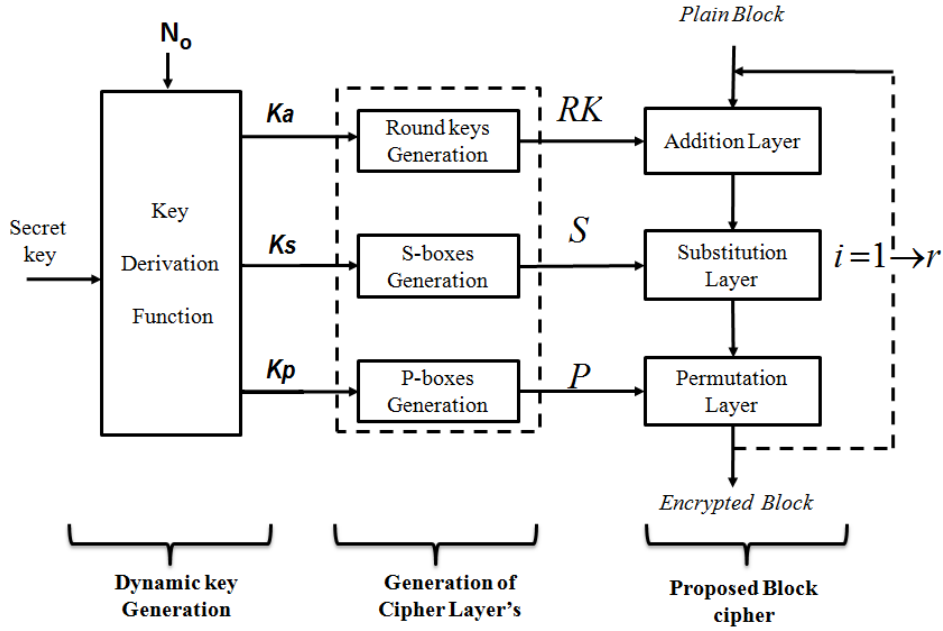 N₀
Plain Block
Ka
Round keys
Generation
RK
Addition Layer
Secret
key
Key
Derivation
Function
Ks
S-boxes
Generation
S
Substitution
Layer
i=1→r
Kp
P-boxes
Generation
P
Permutation
Layer
Encrypted Block
Dynamic key
Generation
Generation of
Cipher Layer's
Proposed Block
cipher